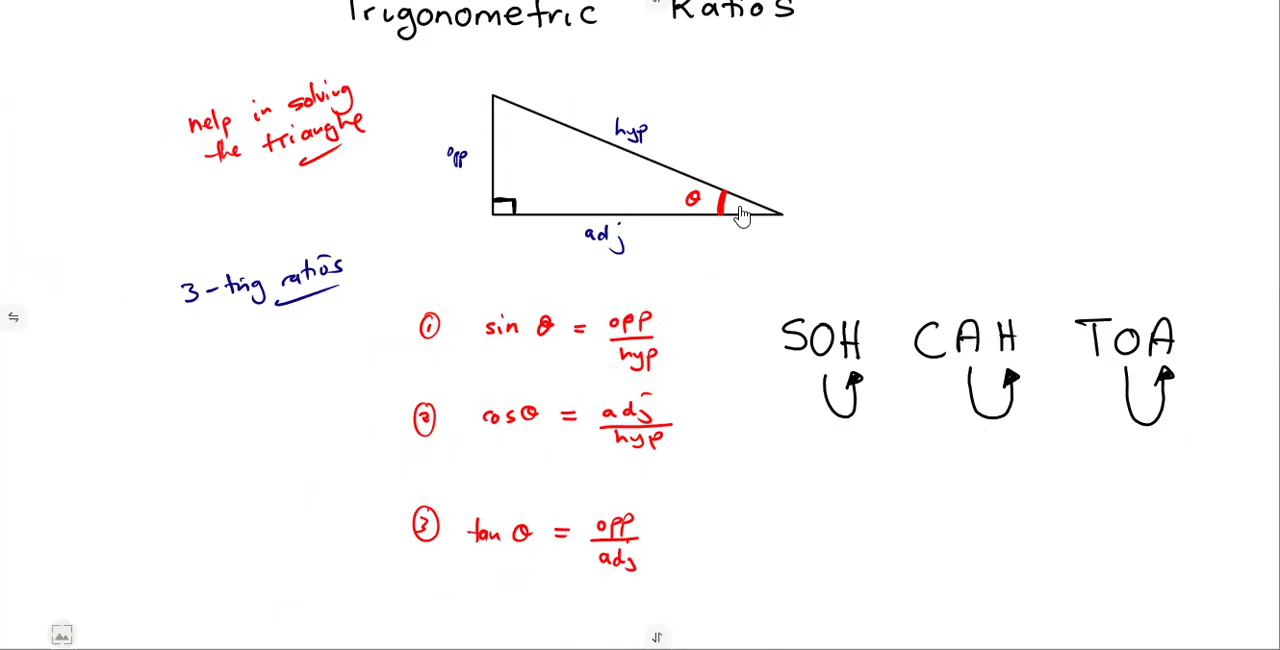 Trigonometric Ratios
help in solving
the triangle
hyp
opp
θ
adj
3-trig ratios
① sin θ = opp/hyp
SOH CAH TOA
② cosθ = adj/hyp
③ tan θ = opp/adj